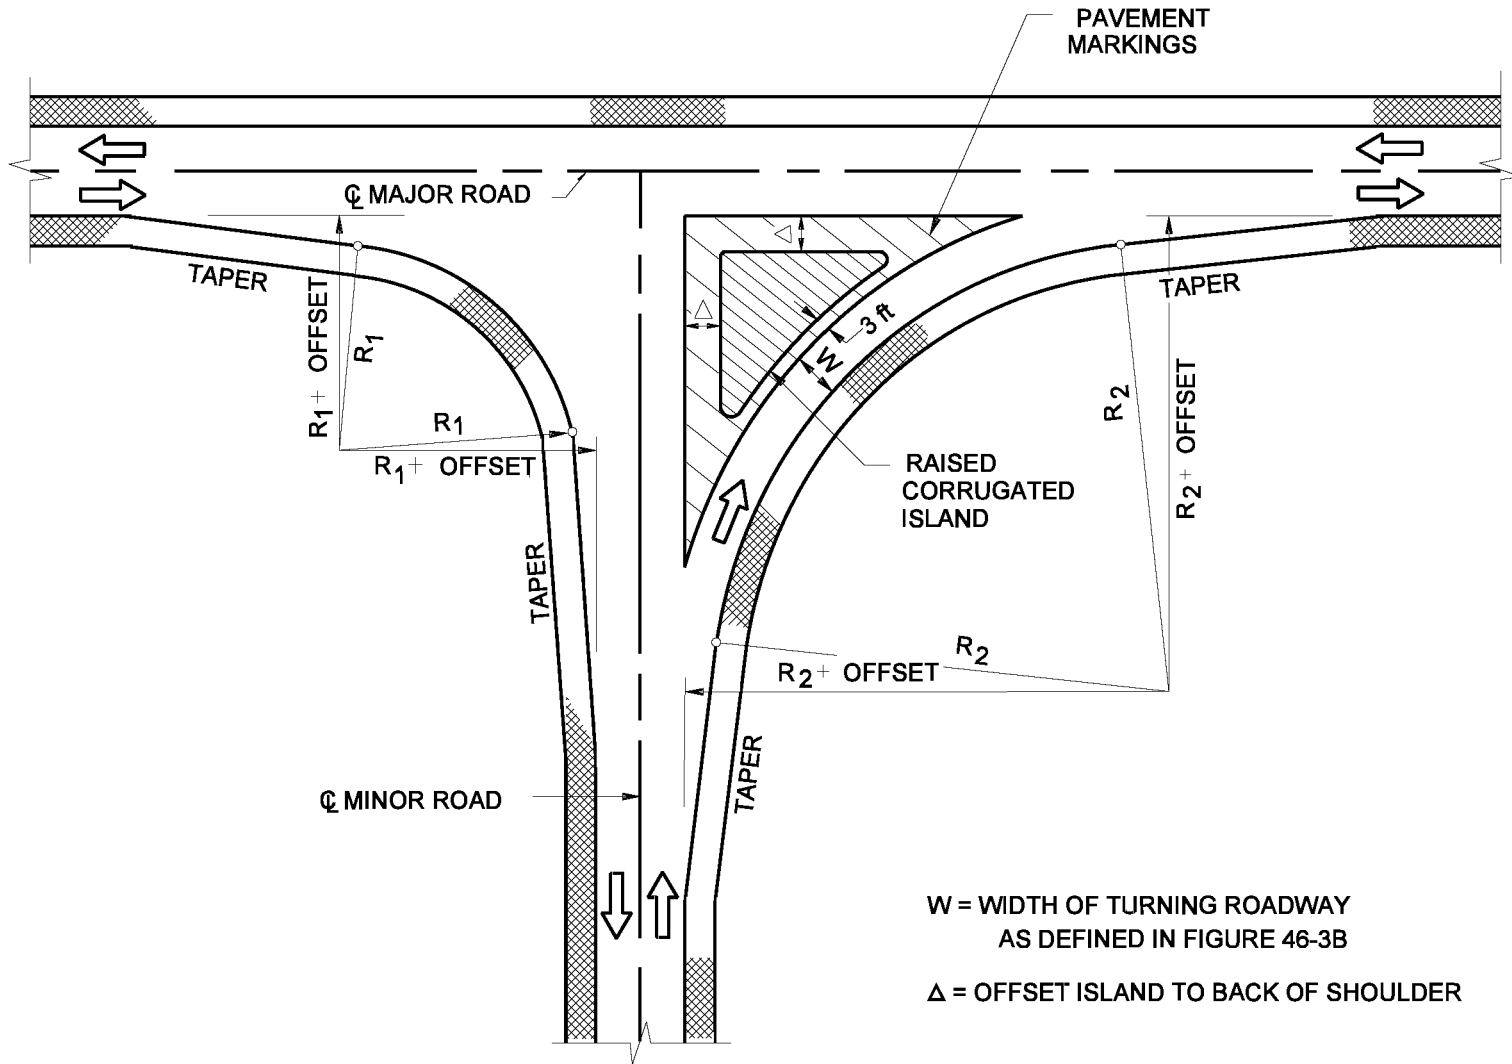 PAVEMENT
MARKINGS
℄ MAJOR ROAD
TAPER
R1 + OFFSET
R1
R1
R1 + OFFSET
TAPER
Δ
Δ
3 ft
W
TAPER
R2
R2 + OFFSET
RAISED
CORRUGATED
ISLAND
R2
R2 + OFFSET
TAPER
℄ MINOR ROAD
W = WIDTH OF TURNING ROADWAY
AS DEFINED IN FIGURE 46-3B
Δ = OFFSET ISLAND TO BACK OF SHOULDER